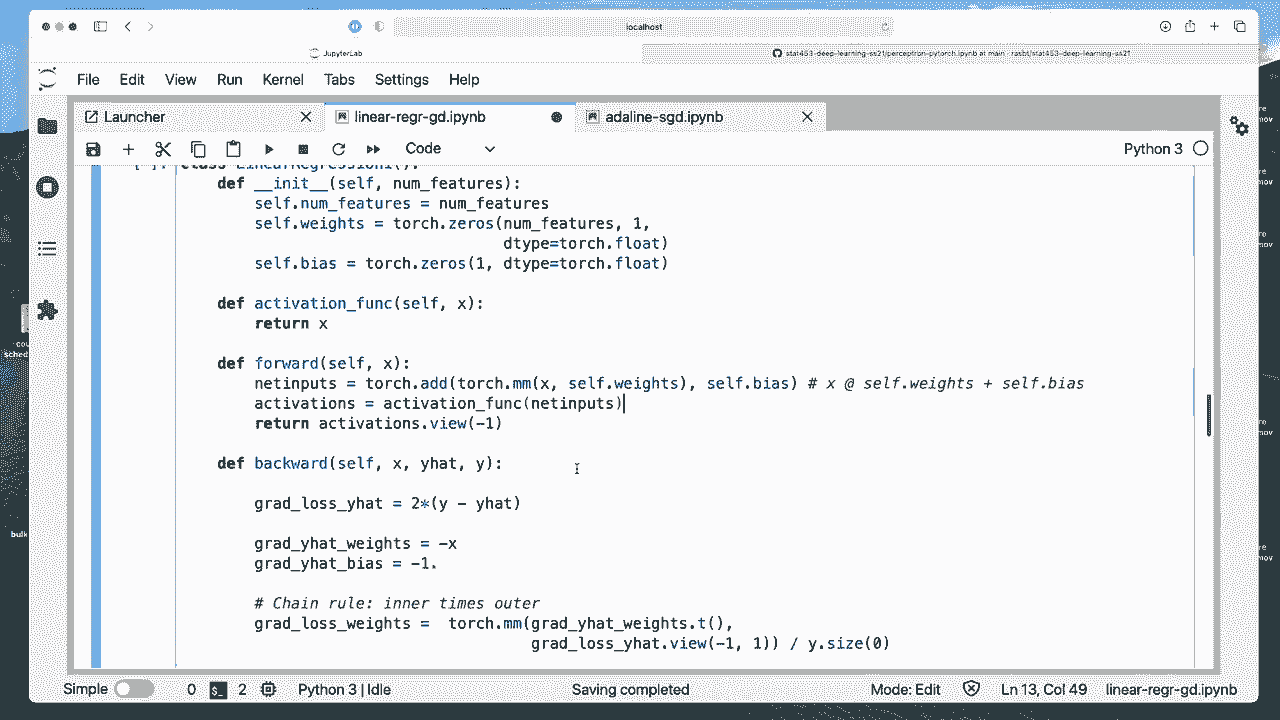 localhost
JupyterLab
stat453-deep-learning-ss21/perceptron-pytorch.ipynb at main · rasbt/stat453-deep-learning-ss21
File Edit View Run Kernel Tabs Settings Help
Launcher
linear-regr-gd.ipynb
adaline-sgd.ipynb
Code
Python 3
def __init__(self, num_features):
self.num_features = num_features
self.weights = torch.zeros(num_features, 1,
dtype=torch.float)
self.bias = torch.zeros(1, dtype=torch.float)
def activation_func(self, x):
return x
def forward(self, x):
netinputs = torch.add(torch.mm(x, self.weights), self.bias) # x @ self.weights + self.bias
activations = activation_func(netinputs)
return activations.view(-1)
def backward(self, x, yhat, y):
grad_loss_yhat = 2*(y - yhat)
grad_yhat_weights = -x
grad_yhat_bias = -1.
# Chain rule: inner times outer
grad_loss_weights =  torch.mm(grad_yhat_weights.t(),
grad_loss_yhat.view(-1, 1)) / y.size(0)
Simple 0 2 Python 3 | Idle Saving completed Mode: Edit Ln 13, Col 49 linear-regr-gd.ipynb